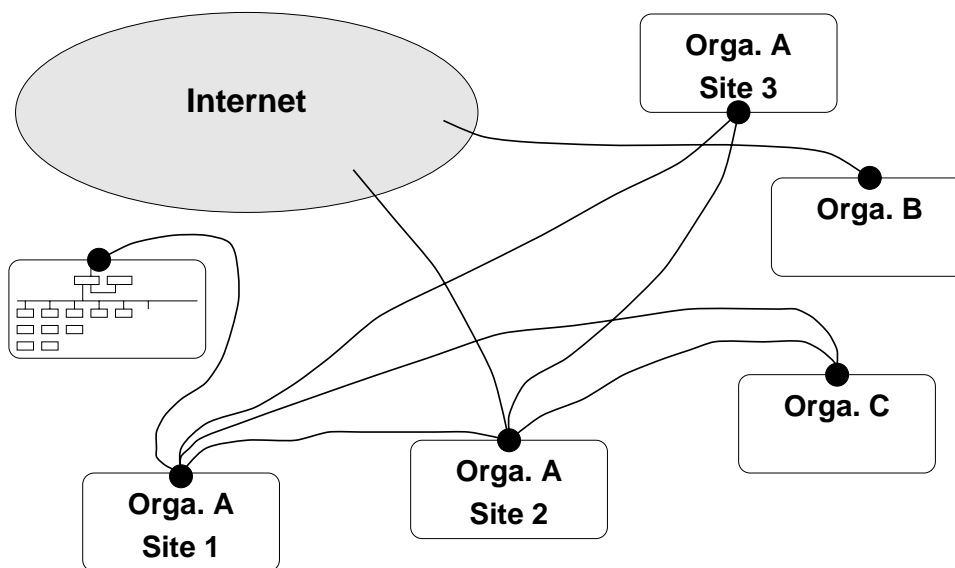 Internet
Orga. A
Site 3
Orga. B
Orga. C
Orga. A
Site 2
Orga. A
Site 1